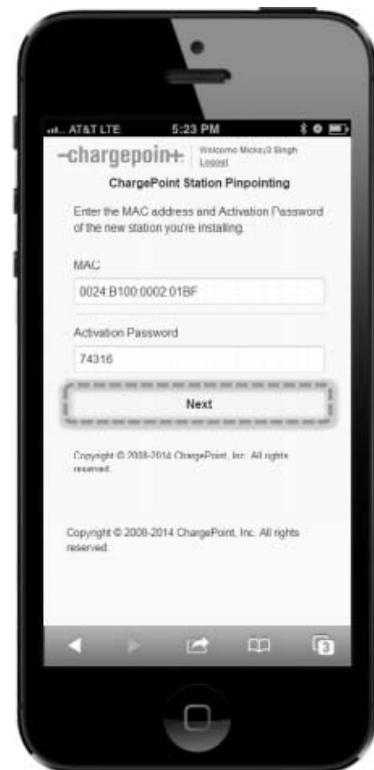 AT&T LTE 5:23 PM
-chargepoin+. Welcome Mickey3 Singh
Logout
ChargePoint Station Pinpointing
Enter the MAC address and Activation Password
of the new station you're installing.
MAC
0024:B100:0002:01BF
Activation Password
74316
Next
Copyright © 2008-2014 ChargePoint, Inc. All rights
reserved.
Copyright © 2008-2014 ChargePoint, Inc. All rights
reserved.
3